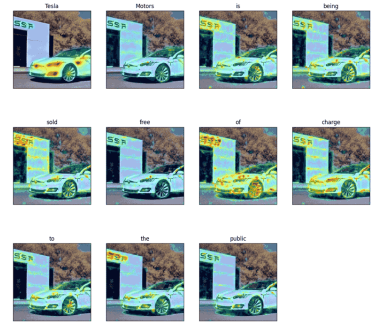 Tesla Motors is being
sold free of charge
to the public